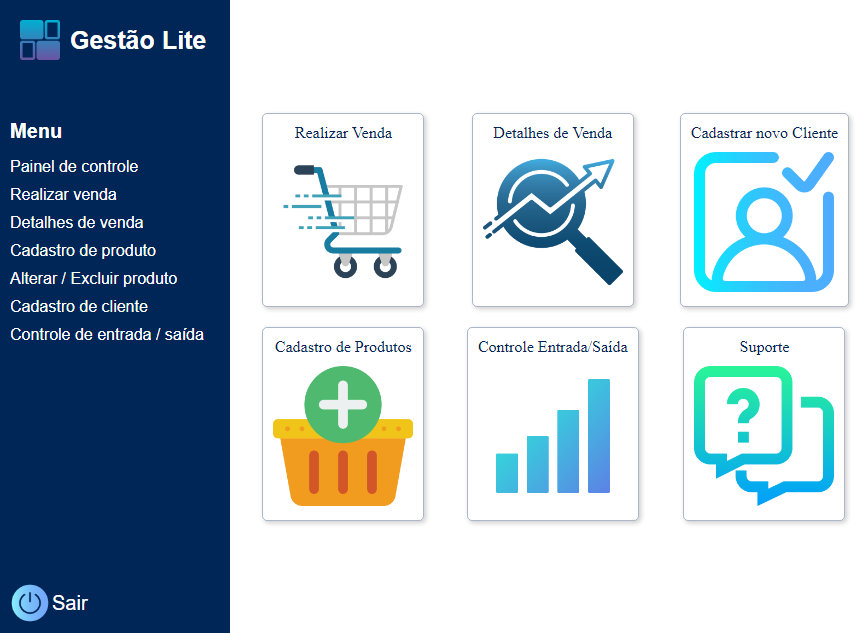 Gestão Lite
Menu
Painel de controle
Realizar venda
Detalhes de venda
Cadastro de produto
Alterar / Excluir produto
Cadastro de cliente
Controle de entrada / saída
Sair
Realizar Venda
Detalhes de Venda
Cadastrar novo Cliente
Cadastro de Produtos
Controle Entrada/Saída
Suporte
?